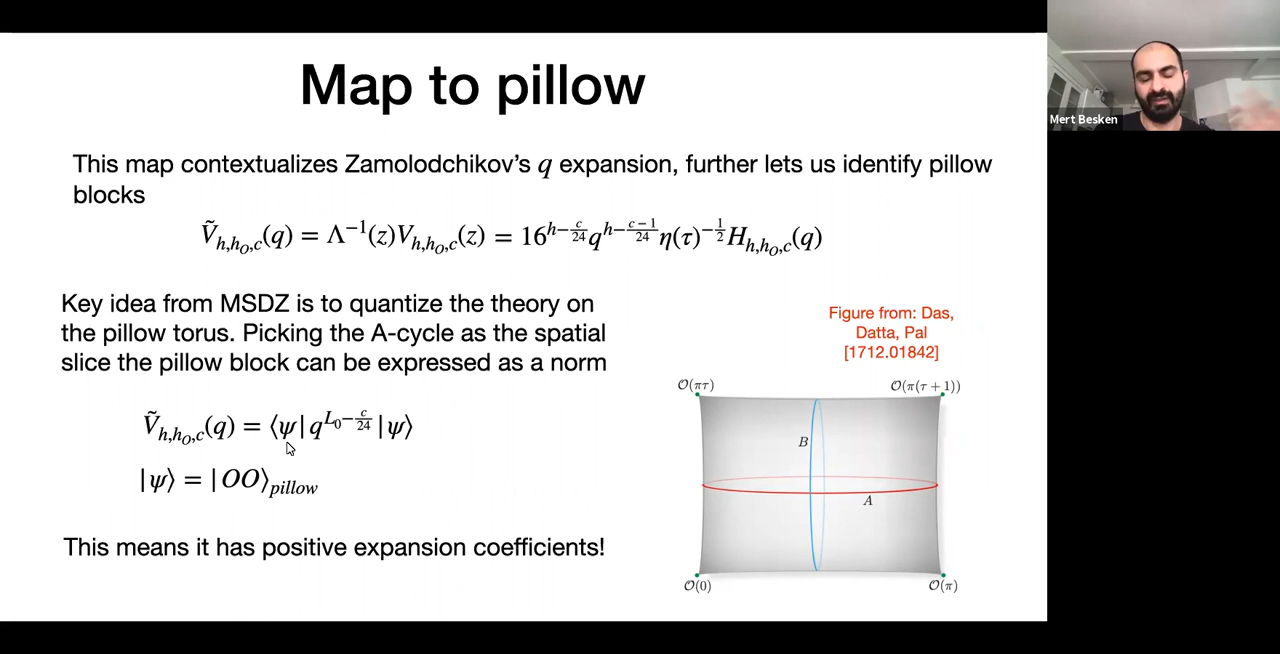 Map to pillow
Mert Besken
This map contextualizes Zamolodchikov's q expansion, further lets us identify pillow
blocks
Ṽ_{h,h_O,c}(q) = Λ^{-1}(z)V_{h,h_O,c}(z) = 16^{h-\frac{c}{24}}q^{h-\frac{c-1}{24}}η(τ)^{-\frac{1}{2}}H_{h,h_O,c}(q)
Key idea from MSDZ is to quantize the theory on
the pillow torus. Picking the A-cycle as the spatial
slice the pillow block can be expressed as a norm
Ṽ_{h,h_O,c}(q) = ⟨ψ|q^{L_0-\frac{c}{24}}|ψ⟩
|ψ⟩ = |OO⟩_{pillow}
This means it has positive expansion coefficients!
Figure from: Das,
Datta, Pal
[1712.01842]
𝒪(πτ)
𝒪(π(τ+1))
B
A
𝒪(0)
𝒪(π)